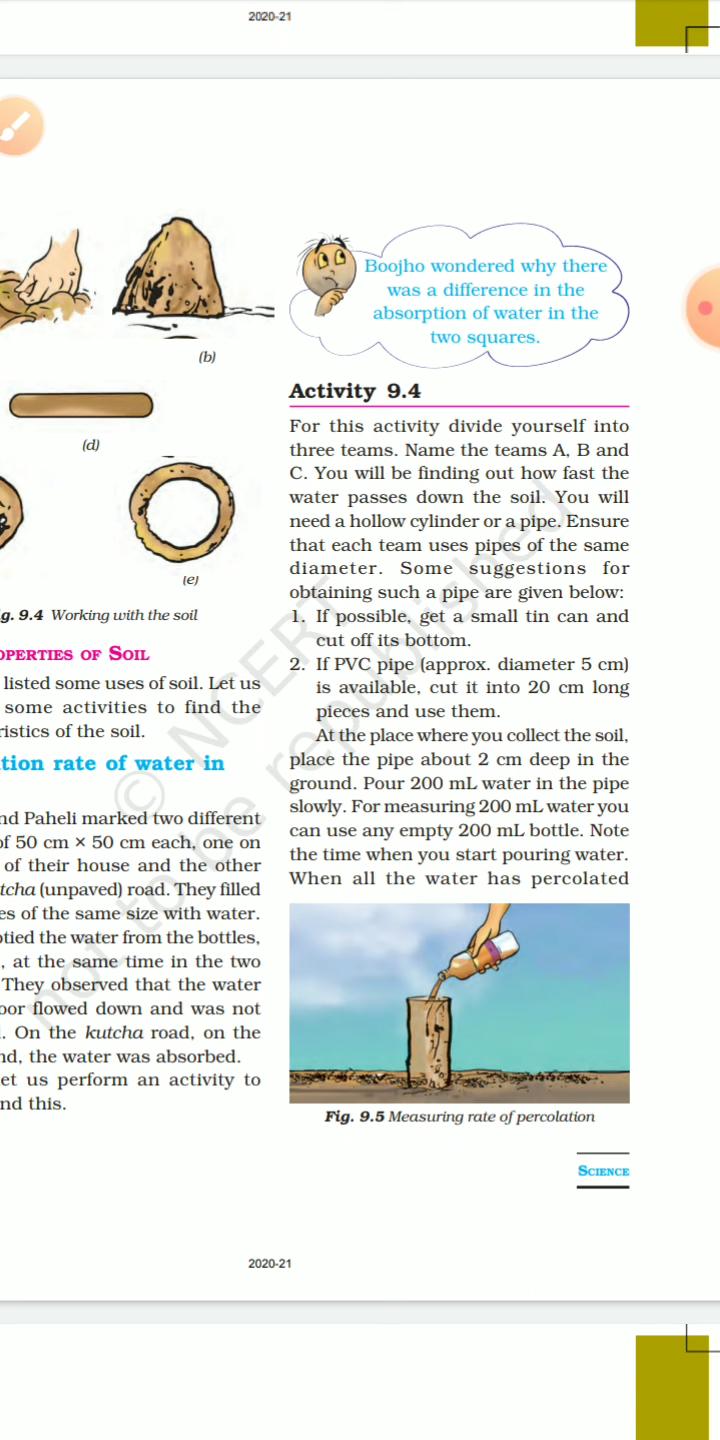 2020-21
(b)
(d)
(e)
g. 9.4 Working with the soil
OPERTIES OF SOIL
listed some uses of soil. Let us
some activities to find the
ristics of the soil.
tion rate of water in
nd Paheli marked two different
of 50 cm × 50 cm each, one on
of their house and the other
tcha (unpaved) road. They filled
es of the same size with water.
ptied the water from the bottles,
, at the same time in the two
They observed that the water
oor flowed down and was not
. On the kutcha road, on the
nd, the water was absorbed.
et us perform an activity to
nd this.
Boojho wondered why there
was a difference in the
absorption of water in the
two squares.
Activity 9.4
For this activity divide yourself into
three teams. Name the teams A, B and
C. You will be finding out how fast the
water passes down the soil. You will
need a hollow cylinder or a pipe. Ensure
that each team uses pipes of the same
diameter. Some suggestions for
obtaining such a pipe are given below:
1. If possible, get a small tin can and
cut off its bottom.
2. If PVC pipe (approx. diameter 5 cm)
is available, cut it into 20 cm long
pieces and use them.
At the place where you collect the soil,
place the pipe about 2 cm deep in the
ground. Pour 200 mL water in the pipe
slowly. For measuring 200 mL water you
can use any empty 200 mL bottle. Note
the time when you start pouring water.
When all the water has percolated
Fig. 9.5 Measuring rate of percolation
SCIENCE
2020-21
© NCERT
not to be republished